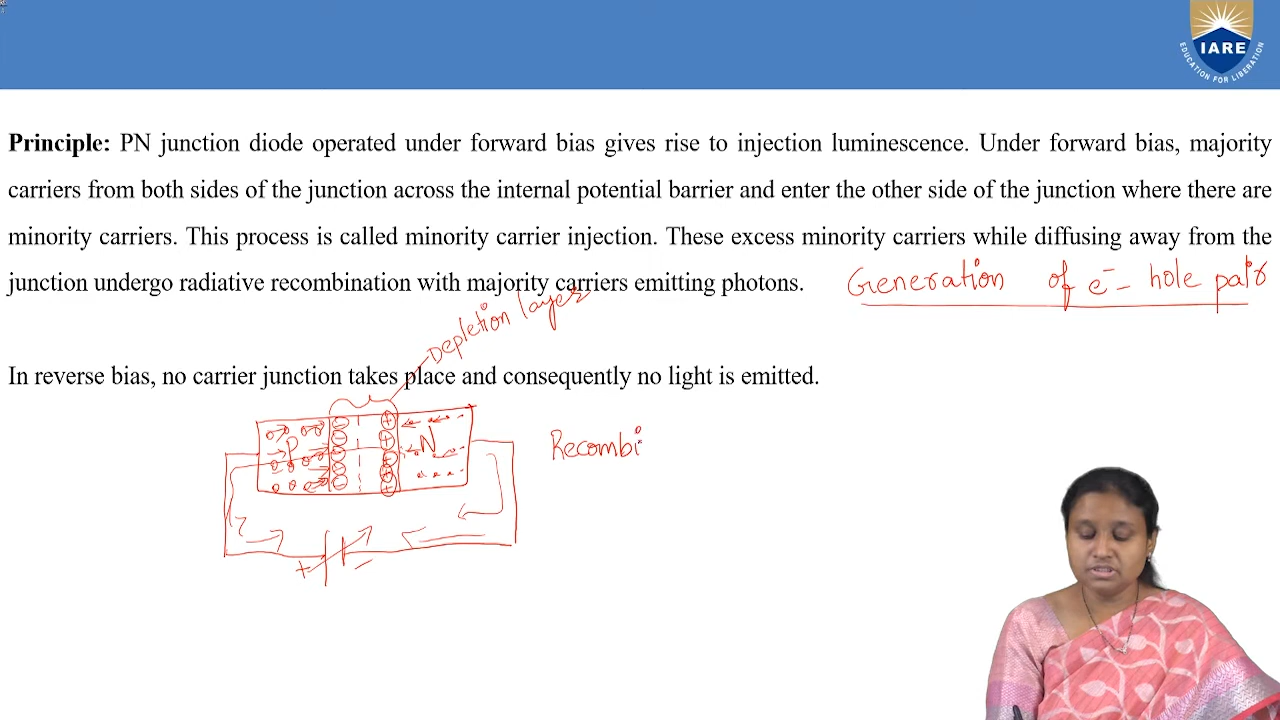 IARE
EDUCATION FOR LIBERATION
Principle: PN junction diode operated under forward bias gives rise to injection luminescence. Under forward bias, majority
carriers from both sides of the junction across the internal potential barrier and enter the other side of the junction where there are
minority carriers. This process is called minority carrier injection. These excess minority carriers while diffusing away from the
junction undergo radiative recombination with majority carriers emitting photons.
Generation of e⁻ - hole pair
Depletion layer
In reverse bias, no carrier junction takes place and consequently no light is emitted.
P N
Recombi
+ -